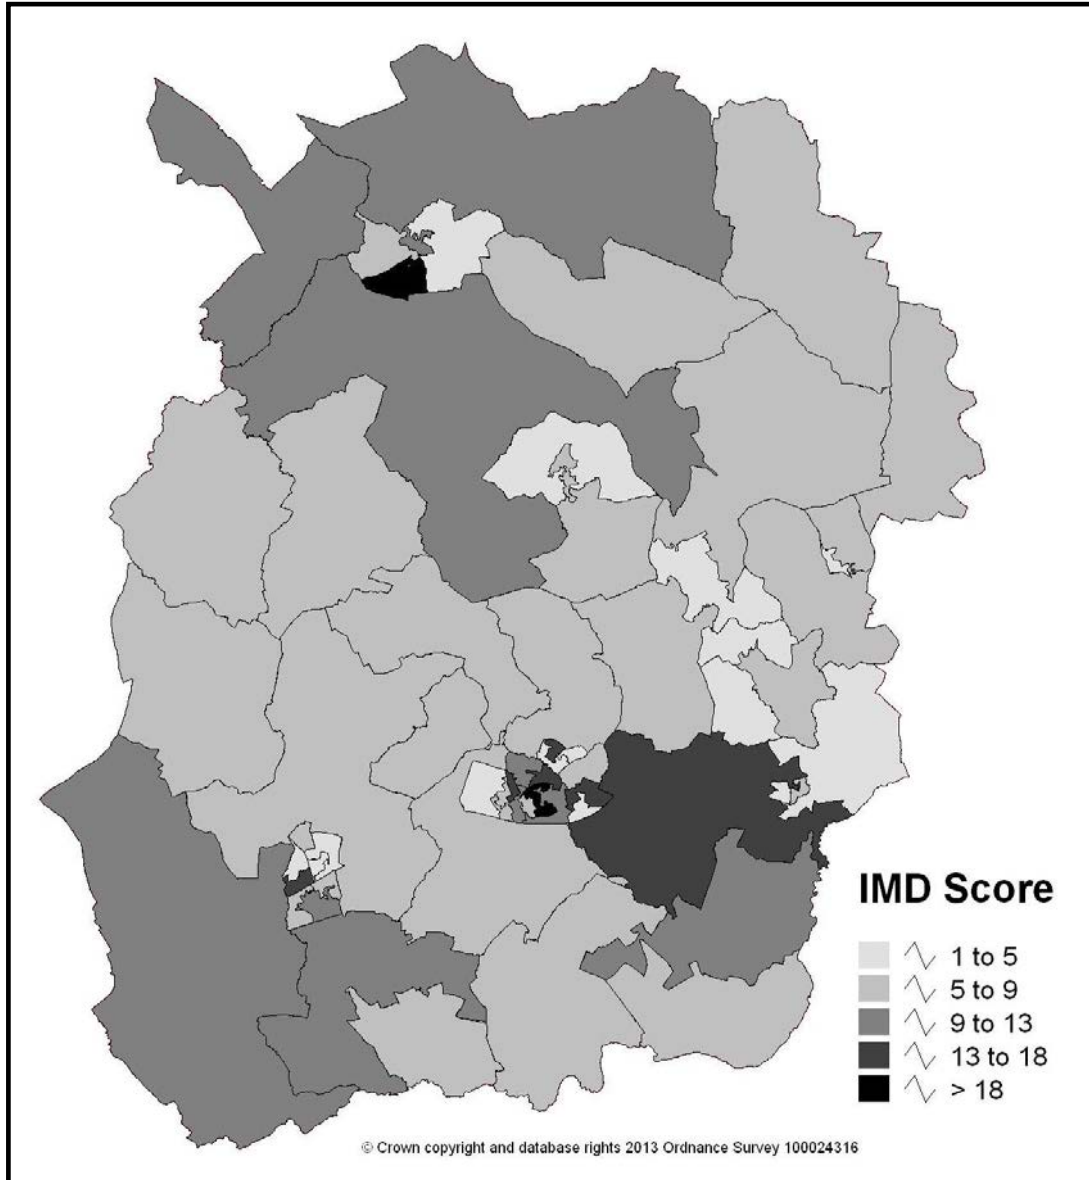 IMD Score
1 to 5
5 to 9
9 to 13
13 to 18
> 18
© Crown copyright and database rights 2013 Ordnance Survey 100024316